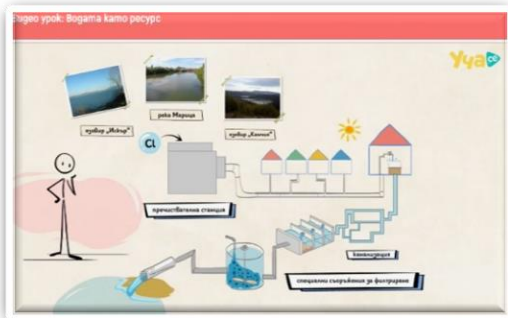 Видео урок: Водата като ресурс
Уча се
язовир „Искър“
река Марица
язовир „Копчол“
Cl
пречиствателна станция
канализация
специални съоръжения за филтриране